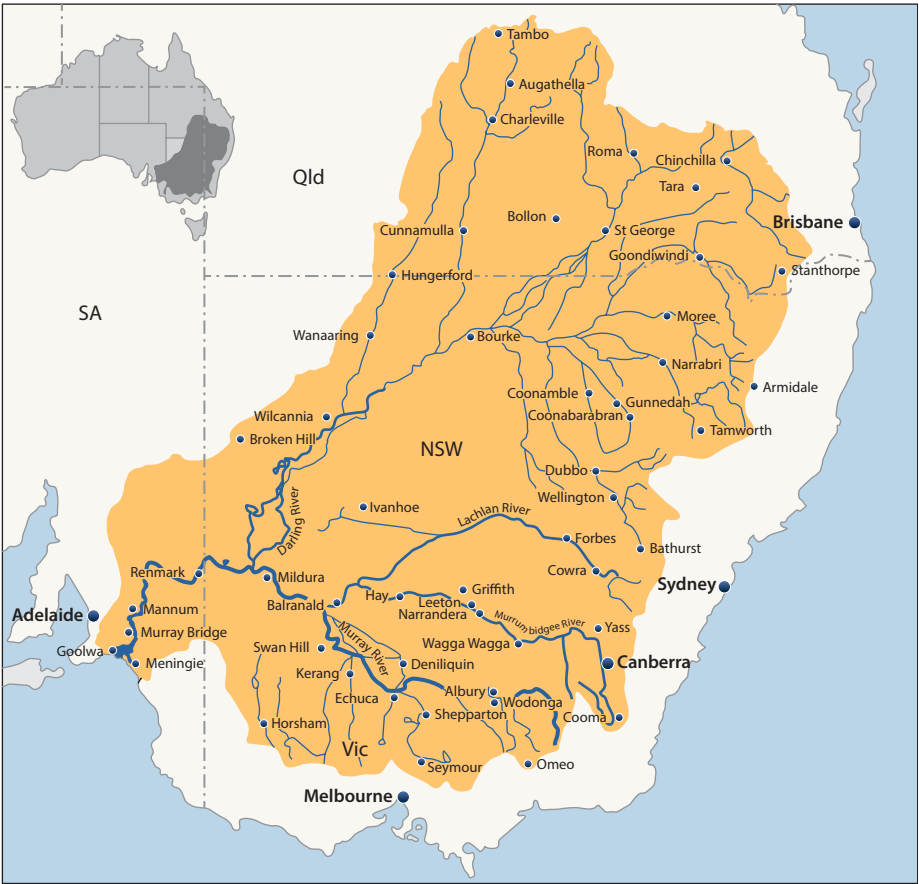 Tambo
Augathella
Charleville
Roma
Chinchilla
Qld
Tara
Bollon
Brisbane
Cunnamulla
St George
Goondiwindi
Stanthorpe
Hungerford
SA
Moree
Wanaaring
Bourke
Narrabri
Armidale
Coonamble
Gunnedah
Coonabarabran
Wilcannia
Tamworth
Broken Hill
NSW
Dubbo
Wellington
Ivanhoe
Lachlan River
Darling River
Forbes
Bathurst
Renmark
Mildura
Cowra
Sydney
Griffith
Hay
Leeton
Balranald
Mannum
Narrandera
Adelaide
Murrumbidgee River
Yass
Murray Bridge
Murray River
Wagga Wagga
Swan Hill
Goolwa
Meningie
Deniliquin
Canberra
Kerang
Albury
Echuca
Wodonga
Shepparton
Cooma
Horsham
Vic
Seymour
Omeo
Melbourne